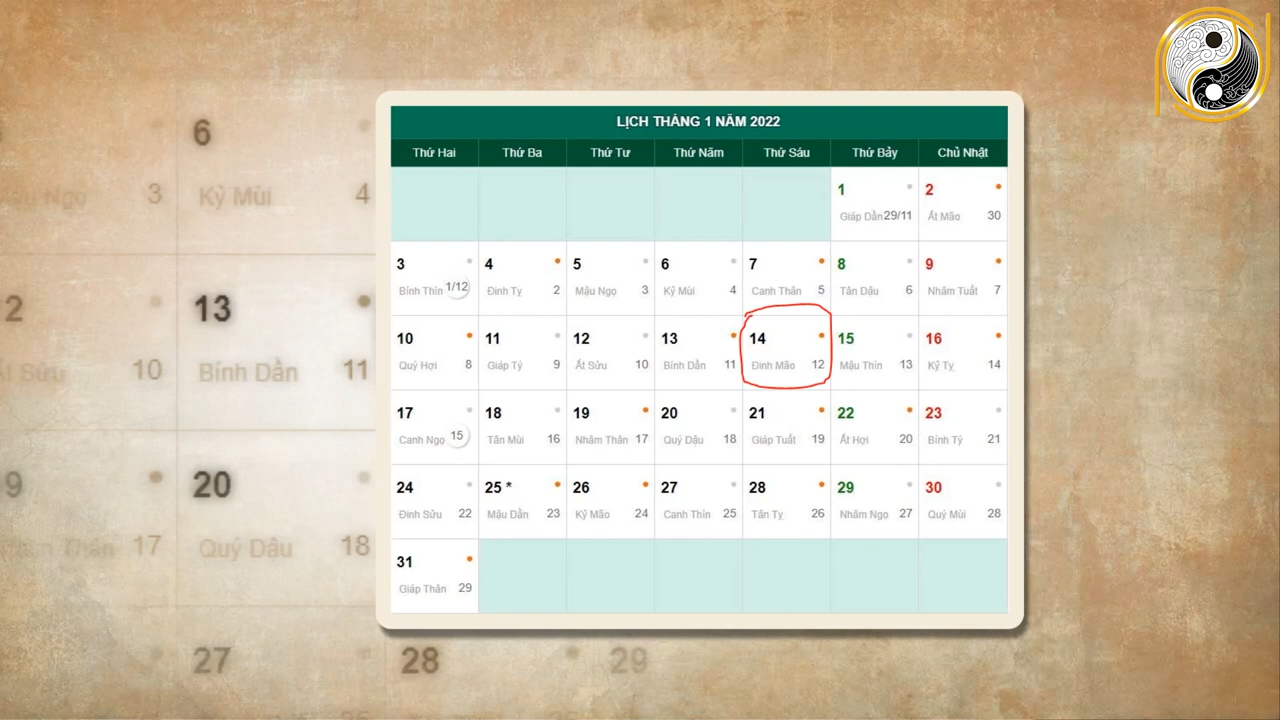 LỊCH THÁNG 1 NĂM 2022
Thứ Hai Thứ Ba Thứ Tư Thứ Năm Thứ Sáu Thứ Bảy Chủ Nhật
1 2
Giáp Dần 29/11 Ất Mão 30
3 4 5 6 7 8 9
Bính Thìn 1/12 Đinh Tỵ 2 Mậu Ngọ 3 Kỷ Mùi 4 Canh Thân 5 Tân Dậu 6 Nhâm Tuất 7
10 11 12 13 14 15 16
Quý Hợi 8 Giáp Tý 9 Ất Sửu 10 Bính Dần 11 Đinh Mão 12 Mậu Thìn 13 Kỷ Tỵ 14
17 18 19 20 21 22 23
Canh Ngọ 15 Tân Mùi 16 Nhâm Thân 17 Quý Dậu 18 Giáp Tuất 19 Ất Hợi 20 Bính Tý 21
24 25 * 26 27 28 29 30
Đinh Sửu 22 Mậu Dần 23 Kỷ Mão 24 Canh Thìn 25 Tân Tỵ 26 Nhâm Ngọ 27 Quý Mùi 28
31
Giáp Thân 29
6
3 Kỷ Mùi 4
2 13
Sửu 10 Bính Dần 11
9 20
Thân 17 Quý Dậu 18
27 28 29